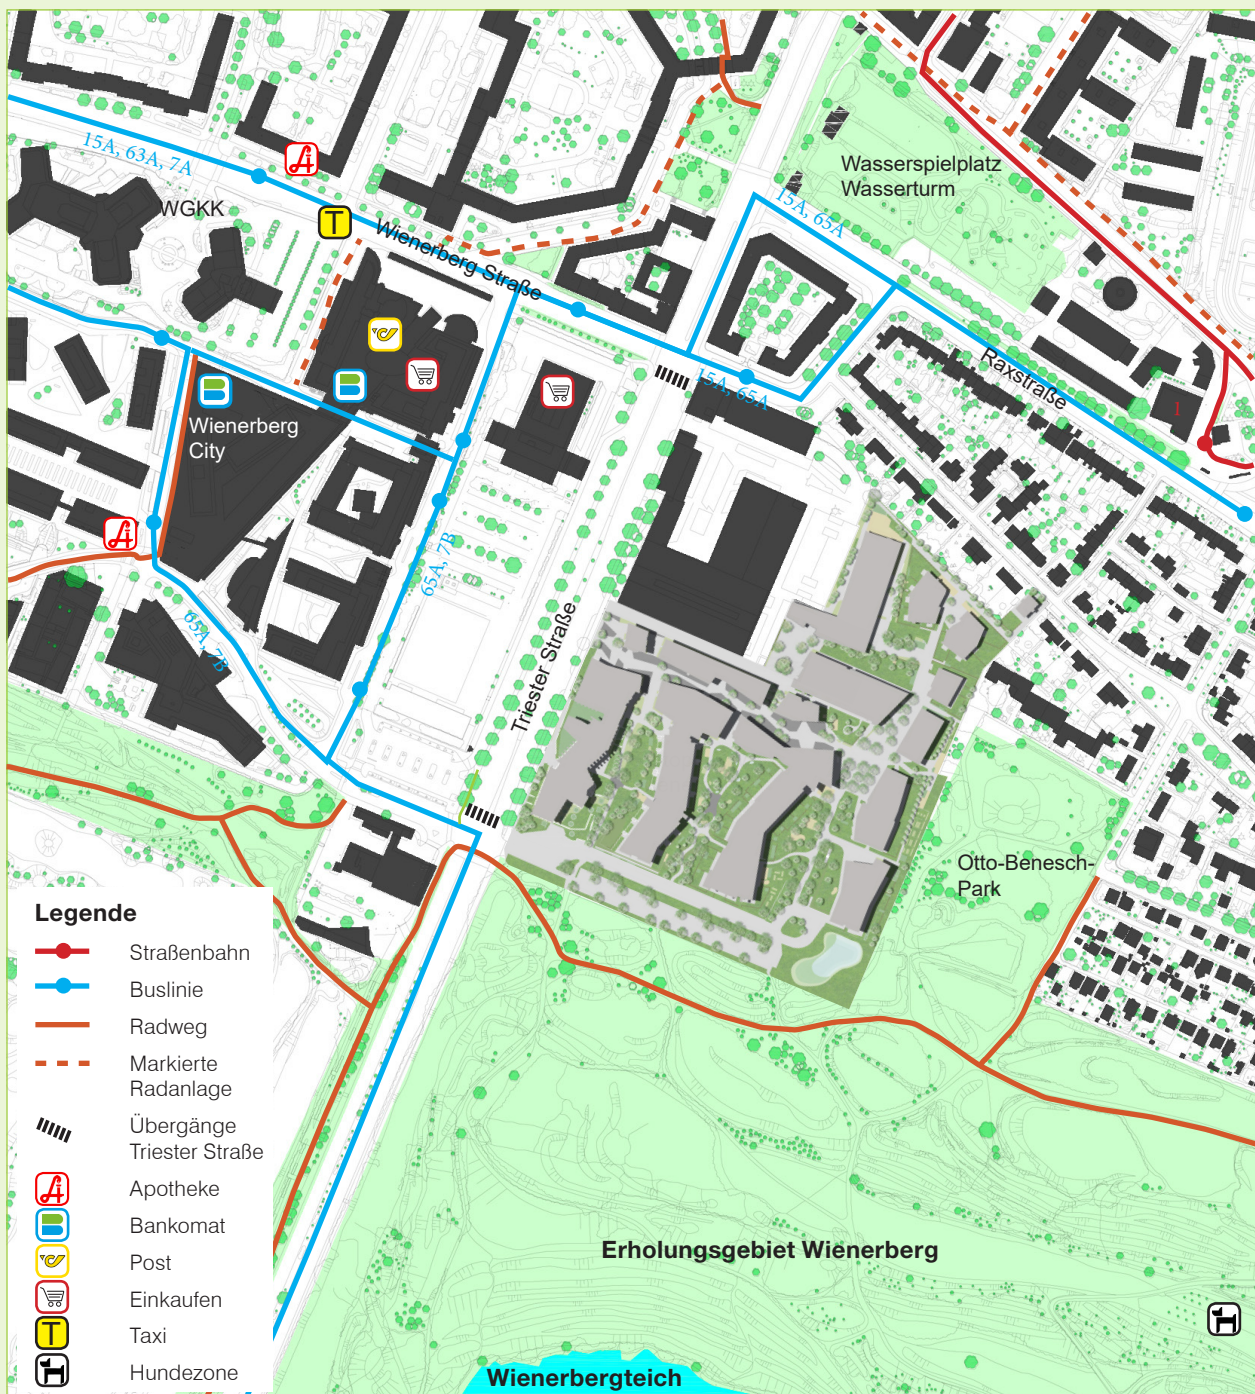 15A, 63A, 7A
WGKK
T
Wienerberg Straße
Wasserspielplatz
Wasserturm
15A, 65A
Raxstraße
15A, 65A
1
Wienerberg
City
65A, 7B
65A, 7B
Triester Straße
Otto-Benesch-
Park
Legende
Straßenbahn
Buslinie
Radweg
Markierte
Radanlage
Übergänge
Triester Straße
Apotheke
Bankomat
Post
Einkaufen
T
Taxi
Hundezone
Erholungsgebiet Wienerberg
Wienerbergteich